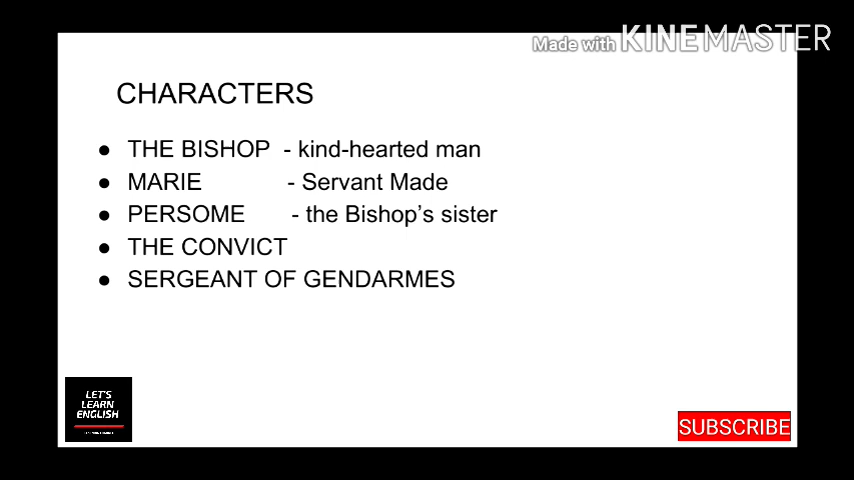 Made with KINEMASTER
CHARACTERS
● THE BISHOP - kind-hearted man
● MARIE - Servant Made
● PERSOME - the Bishop's sister
● THE CONVICT
● SERGEANT OF GENDARMES
LET'S
LEARN
ENGLISH
SUBSCRIBE